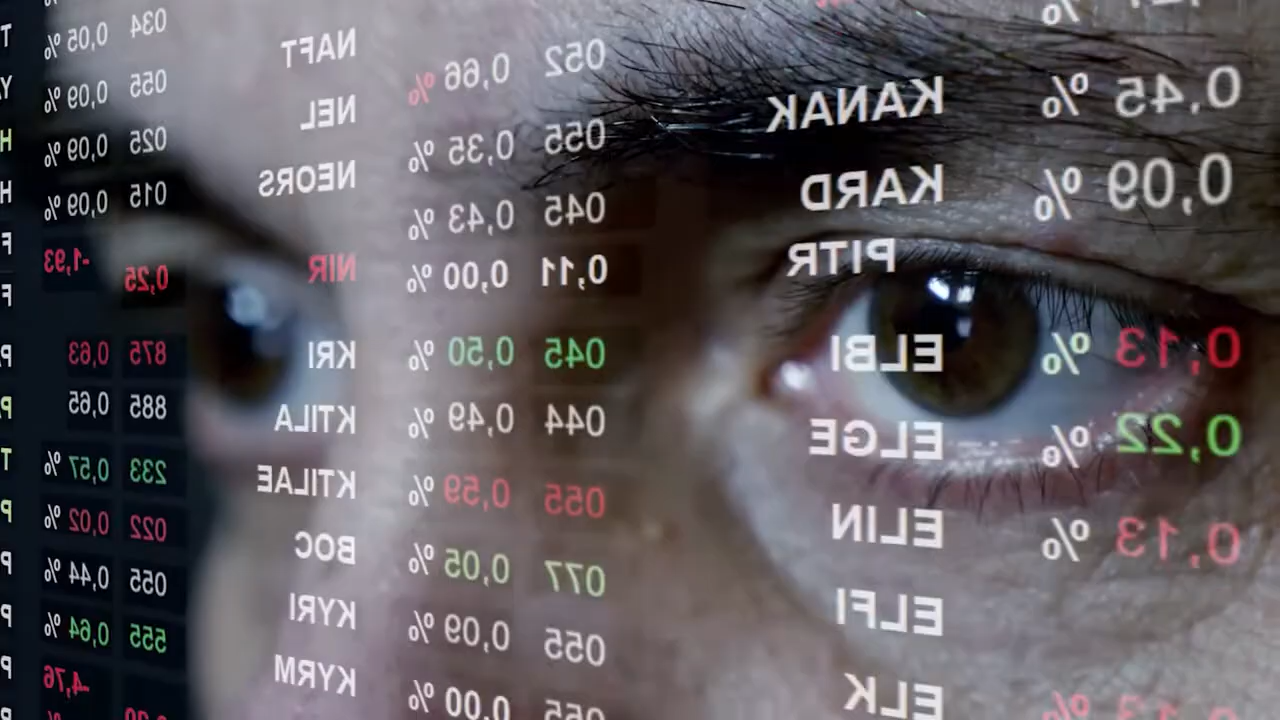 052 0,66 % NAFT 034 0,05 %
0,45 % KANAK 055 0,35 % NEL 055 0,09 %
0,09 % KARD 045 0,43 % NEORS 025 0,09 %
015 0,09 %
PITR 0,11 0,00 % NIR 0,25 -1,93
0,13 % ELBI 045 0,50 % KRI 875 0,63
0,22 % ELGE 044 0,49 % KTILA 885 0,65
055 0,59 % KTILAE 233 0,57 %
0,13 % ELIN 077 0,05 % BOC 022 0,02 %
ELFI 055 0,09 % KYRI 055 0,44 %
555 0,64 %
ELK 055 0,00 % KYRM -4,76